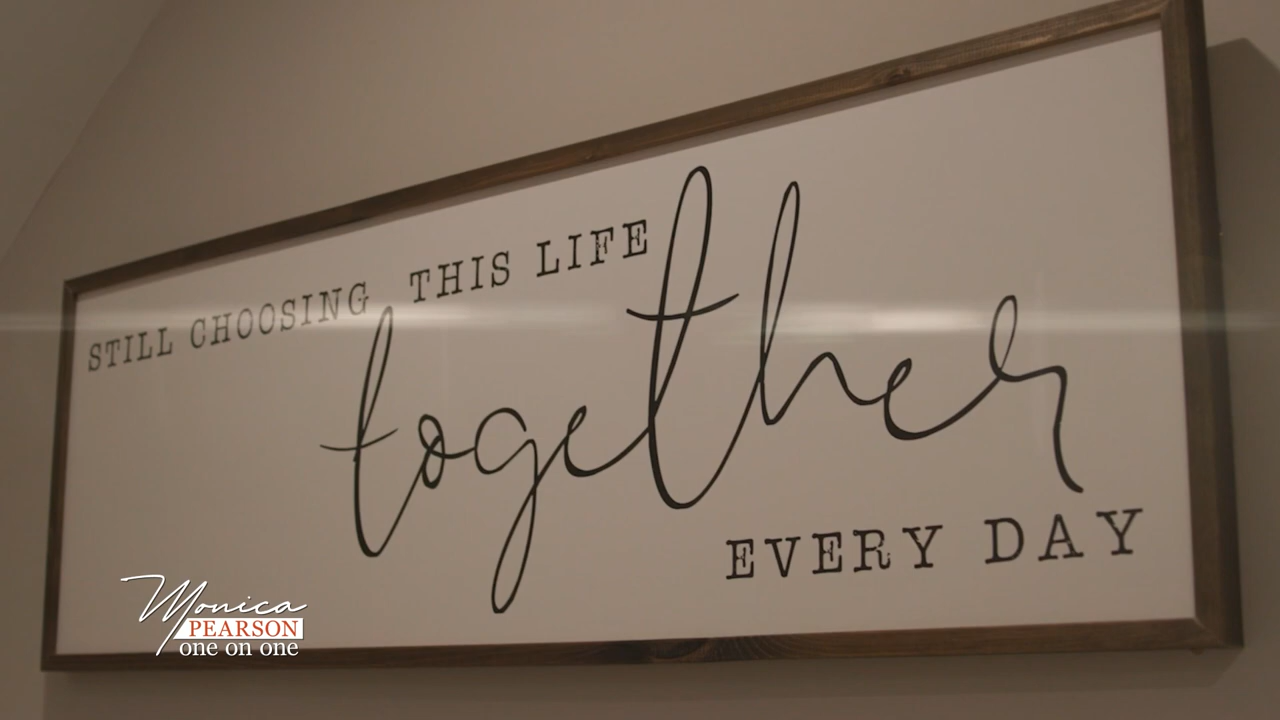 STILL CHOOSING THIS LIFE
together
EVERY DAY
Monica
PEARSON
one on one